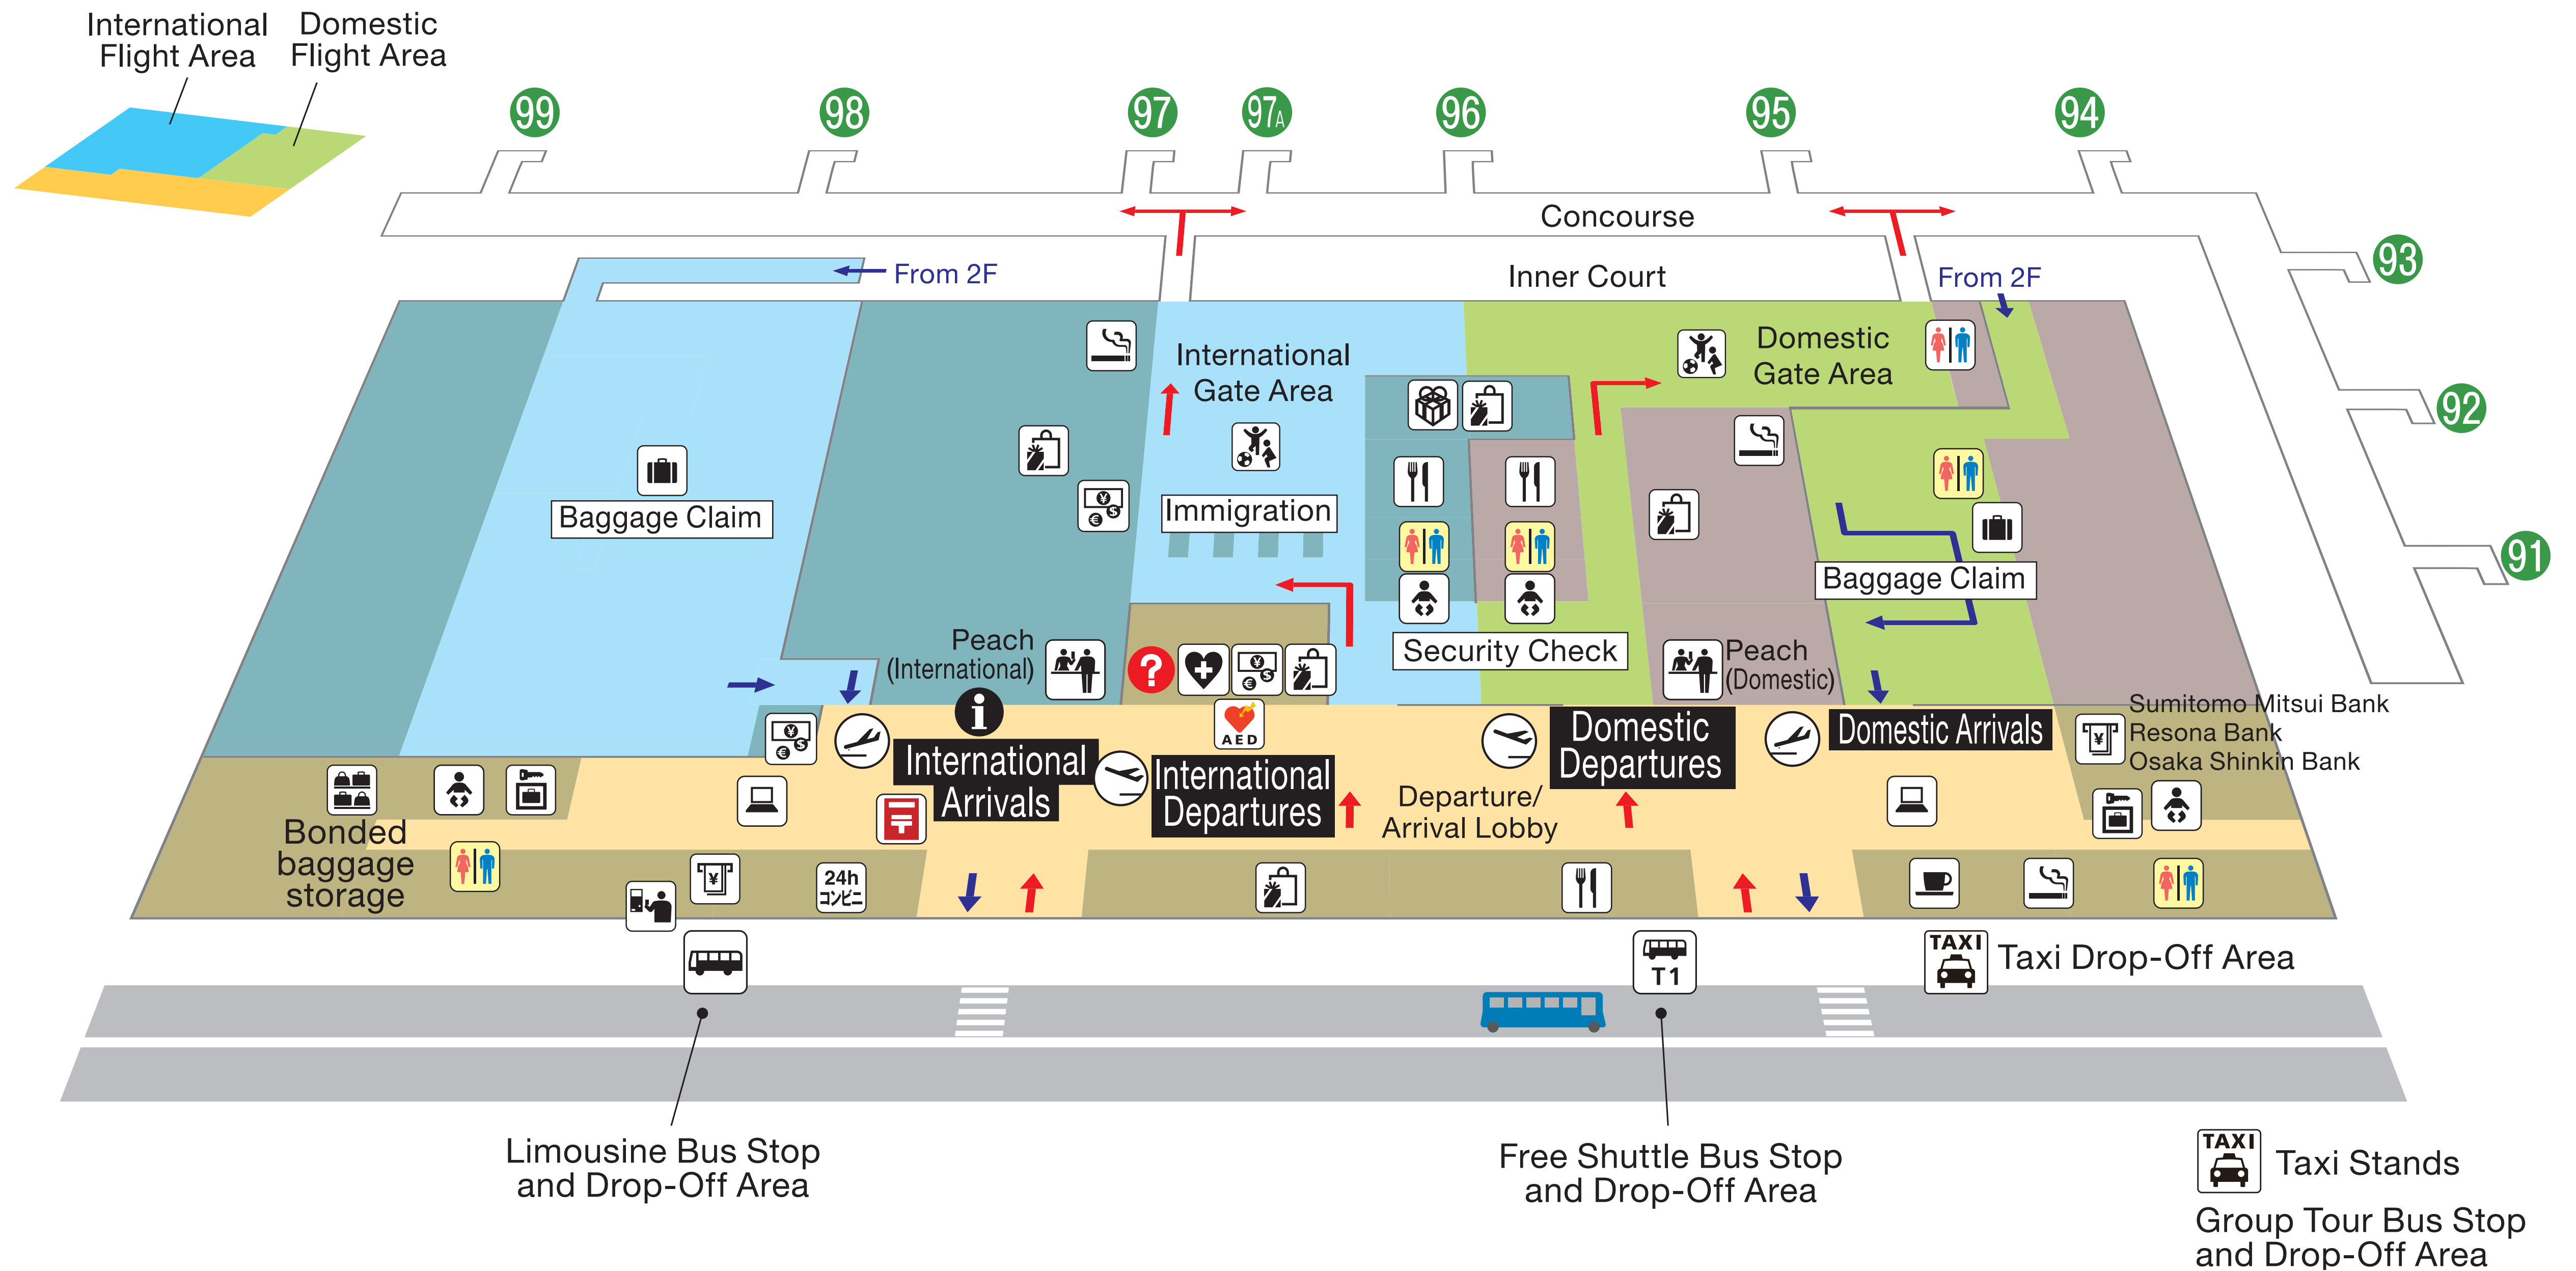 International
Flight Area
Domestic
Flight Area
99
98
97
97A
96
95
94
93
92
91
Concourse
Inner Court
From 2F
From 2F
International
Gate Area
Domestic
Gate Area
Baggage Claim
Immigration
Baggage Claim
Security Check
Peach
(International)
Peach
(Domestic)
?
i
AED
International
Arrivals
International
Departures
Domestic
Departures
Domestic Arrivals
Departure/
Arrival Lobby
Sumitomo Mitsui Bank
Resona Bank
Osaka Shinkin Bank
Bonded
baggage
storage
24h
コンビニ
T1
TAXI
Taxi Drop-Off Area
Limousine Bus Stop
and Drop-Off Area
Free Shuttle Bus Stop
and Drop-Off Area
TAXI
Taxi Stands
Group Tour Bus Stop
and Drop-Off Area